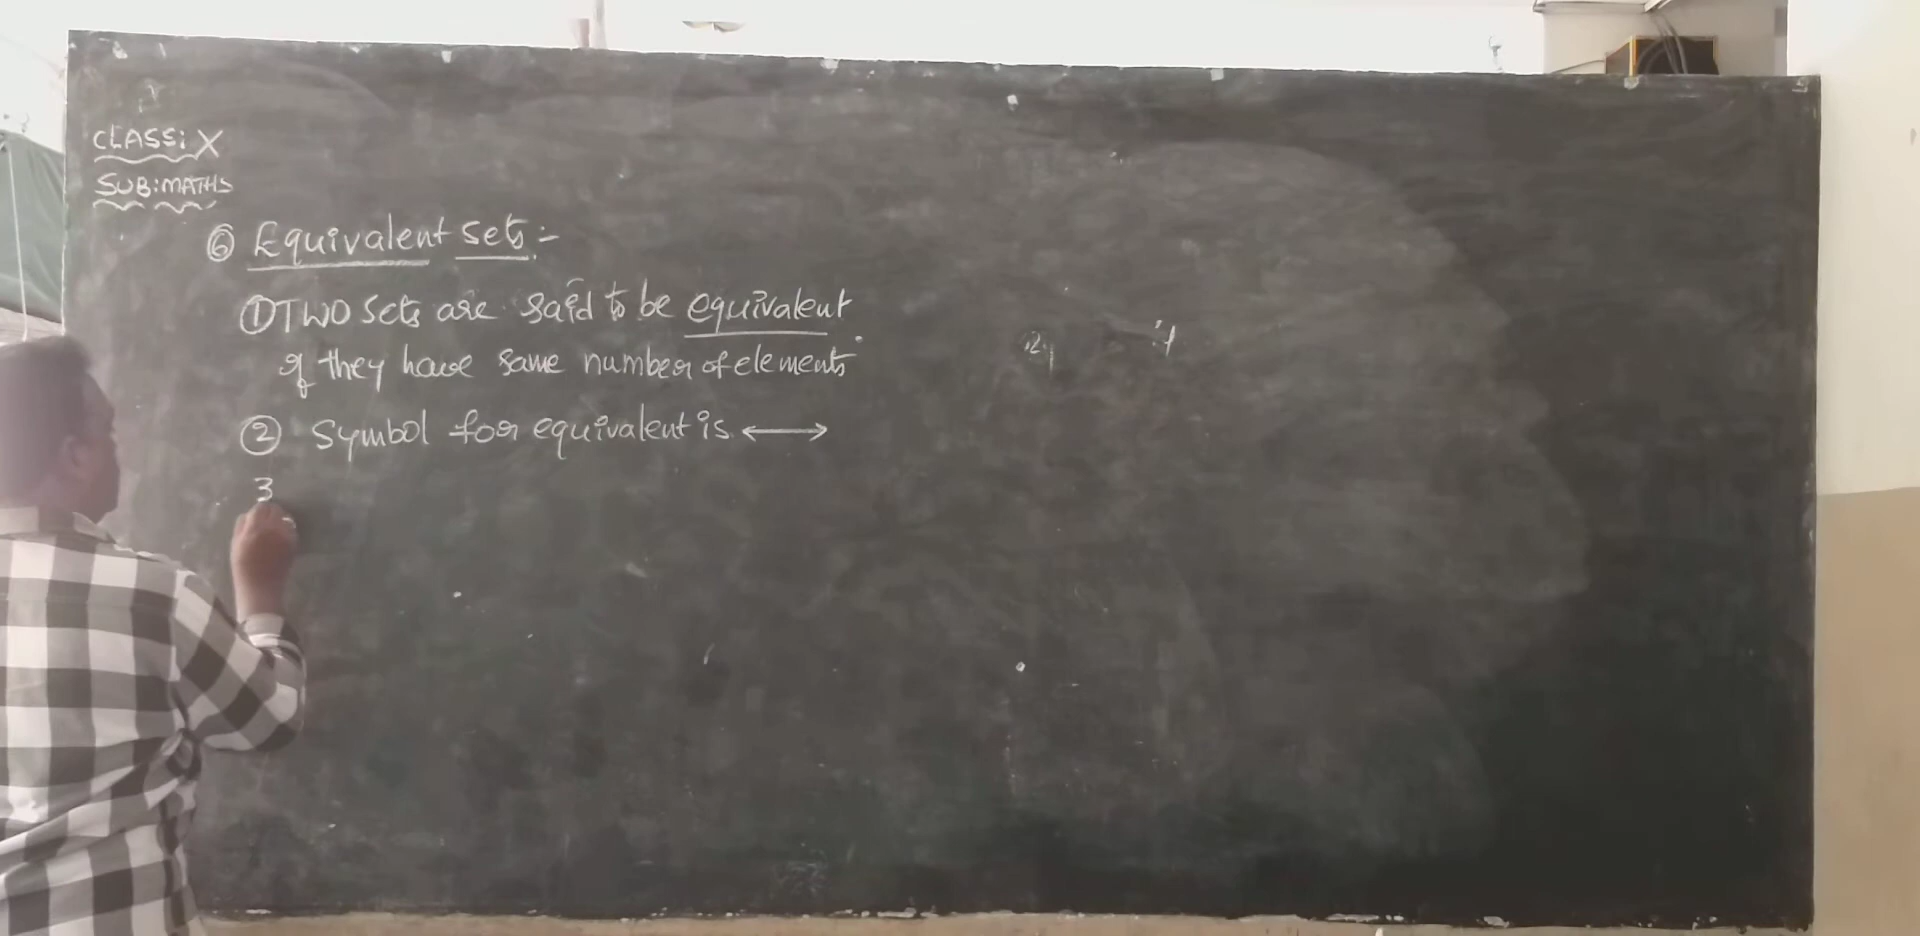 CLASS: X
SUB: MATHS
⑥ Equivalent sets :-
① TWO sets are said to be equivalent
if they have same number of elements
② Symbol for equivalent is ⟷
3